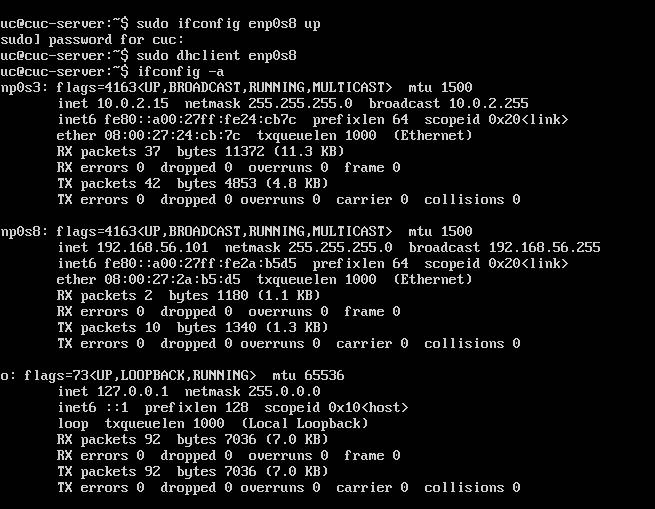 uc@cuc-server:~$ sudo ifconfig enp0s8 up
sudo] password for cuc:
uc@cuc-server:~$ sudo dhclient enp0s8
uc@cuc-server:~$ ifconfig -a
np0s3: flags=4163<UP,BROADCAST,RUNNING,MULTICAST>  mtu 1500
        inet 10.0.2.15  netmask 255.255.255.0  broadcast 10.0.2.255
        inet6 fe80::a00:27ff:fe24:cb7c  prefixlen 64  scopeid 0x20<link>
        ether 08:00:27:24:cb:7c  txqueuelen 1000  (Ethernet)
        RX packets 37  bytes 11372 (11.3 KB)
        RX errors 0  dropped 0  overruns 0  frame 0
        TX packets 42  bytes 4853 (4.8 KB)
        TX errors 0  dropped 0 overruns 0  carrier 0  collisions 0
np0s8: flags=4163<UP,BROADCAST,RUNNING,MULTICAST>  mtu 1500
        inet 192.168.56.101  netmask 255.255.255.0  broadcast 192.168.56.255
        inet6 fe80::a00:27ff:fe2a:b5d5  prefixlen 64  scopeid 0x20<link>
        ether 08:00:27:2a:b5:d5  txqueuelen 1000  (Ethernet)
        RX packets 2  bytes 1180 (1.1 KB)
        RX errors 0  dropped 0  overruns 0  frame 0
        TX packets 10  bytes 1340 (1.3 KB)
        TX errors 0  dropped 0 overruns 0  carrier 0  collisions 0
o: flags=73<UP,LOOPBACK,RUNNING>  mtu 65536
        inet 127.0.0.1  netmask 255.0.0.0
        inet6 ::1  prefixlen 128  scopeid 0x10<host>
        loop  txqueuelen 1000  (Local Loopback)
        RX packets 92  bytes 7036 (7.0 KB)
        RX errors 0  dropped 0  overruns 0  frame 0
        TX packets 92  bytes 7036 (7.0 KB)
        TX errors 0  dropped 0 overruns 0  carrier 0  collisions 0